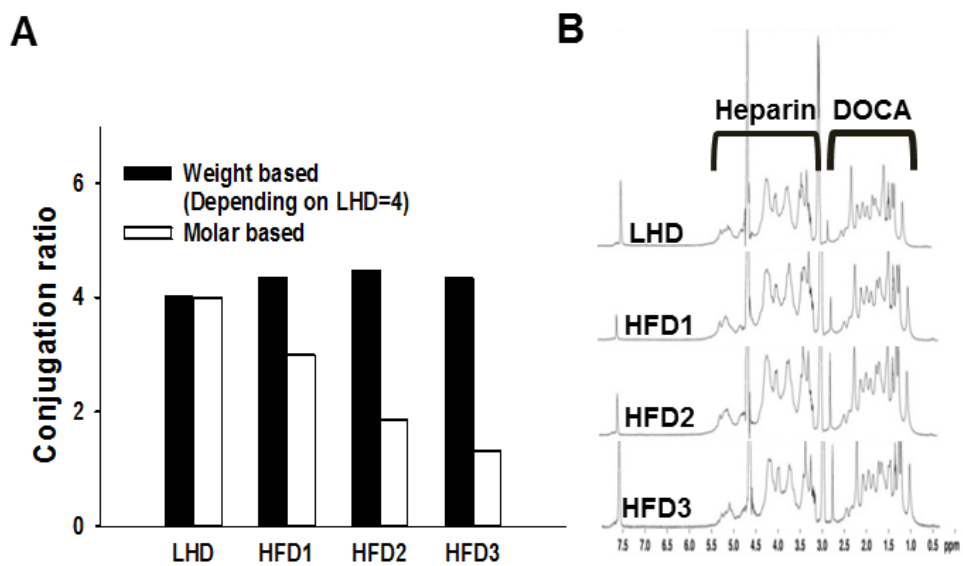 A
Conjugation ratio
6
4
2
0
Weight based
(Depending on LHD=4)
Molar based
LHD HFD1 HFD2 HFD3
B
Heparin DOCA
LHD
HFD1
HFD2
HFD3
7.5 7.0 6.5 6.0 5.5 5.0 4.5 4.0 3.5 3.0 2.5 2.0 1.5 1.0 0.5 ppm